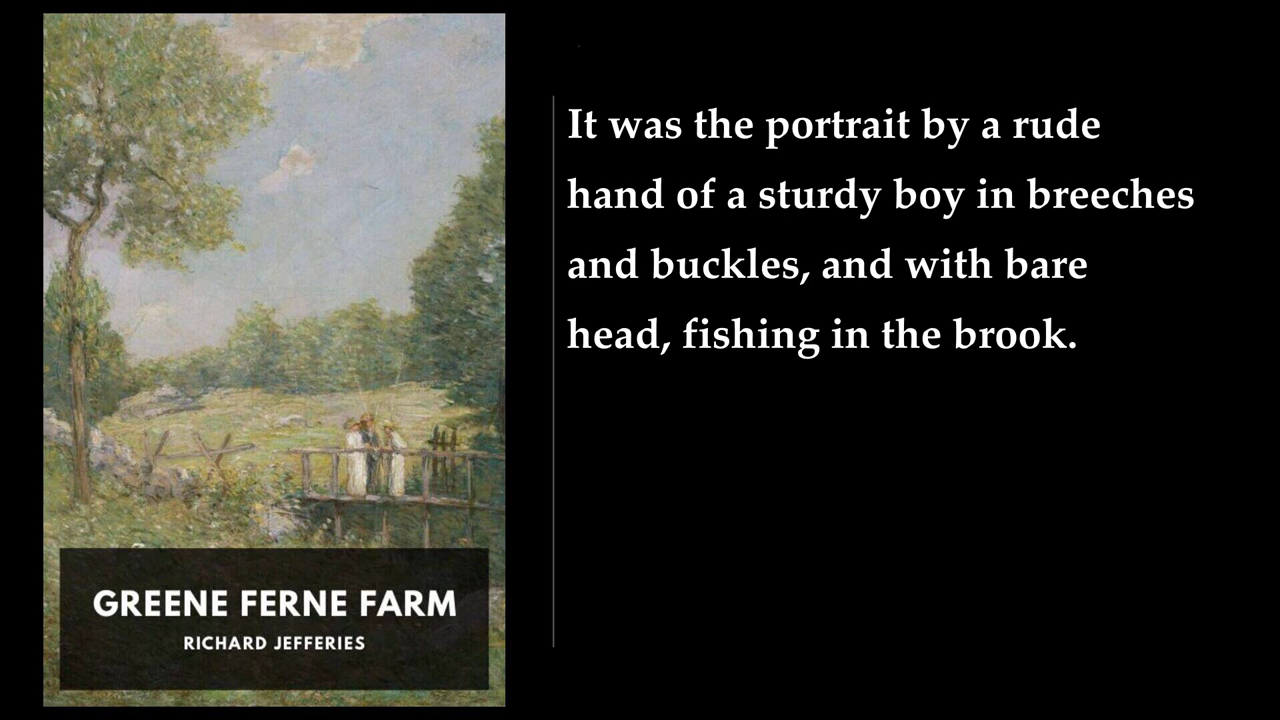 It was the portrait by a rude
hand of a sturdy boy in breeches
and buckles, and with bare
head, fishing in the brook.
GREENE FERNE FARM
RICHARD JEFFERIES